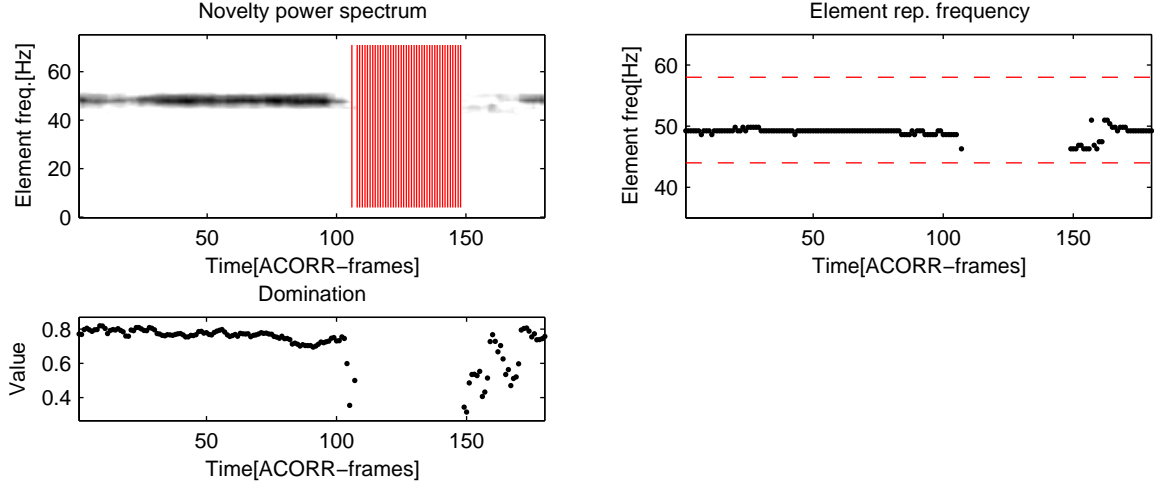 Novelty power spectrum
Element freq.[Hz]
60
40
20
0
50
100
150
Time[ACORR−frames]
Element rep. frequency
Element freq[Hz]
60
50
40
50
100
150
Time[ACORR−frames]
Domination
Value
0.8
0.6
0.4
50
100
150
Time[ACORR−frames]